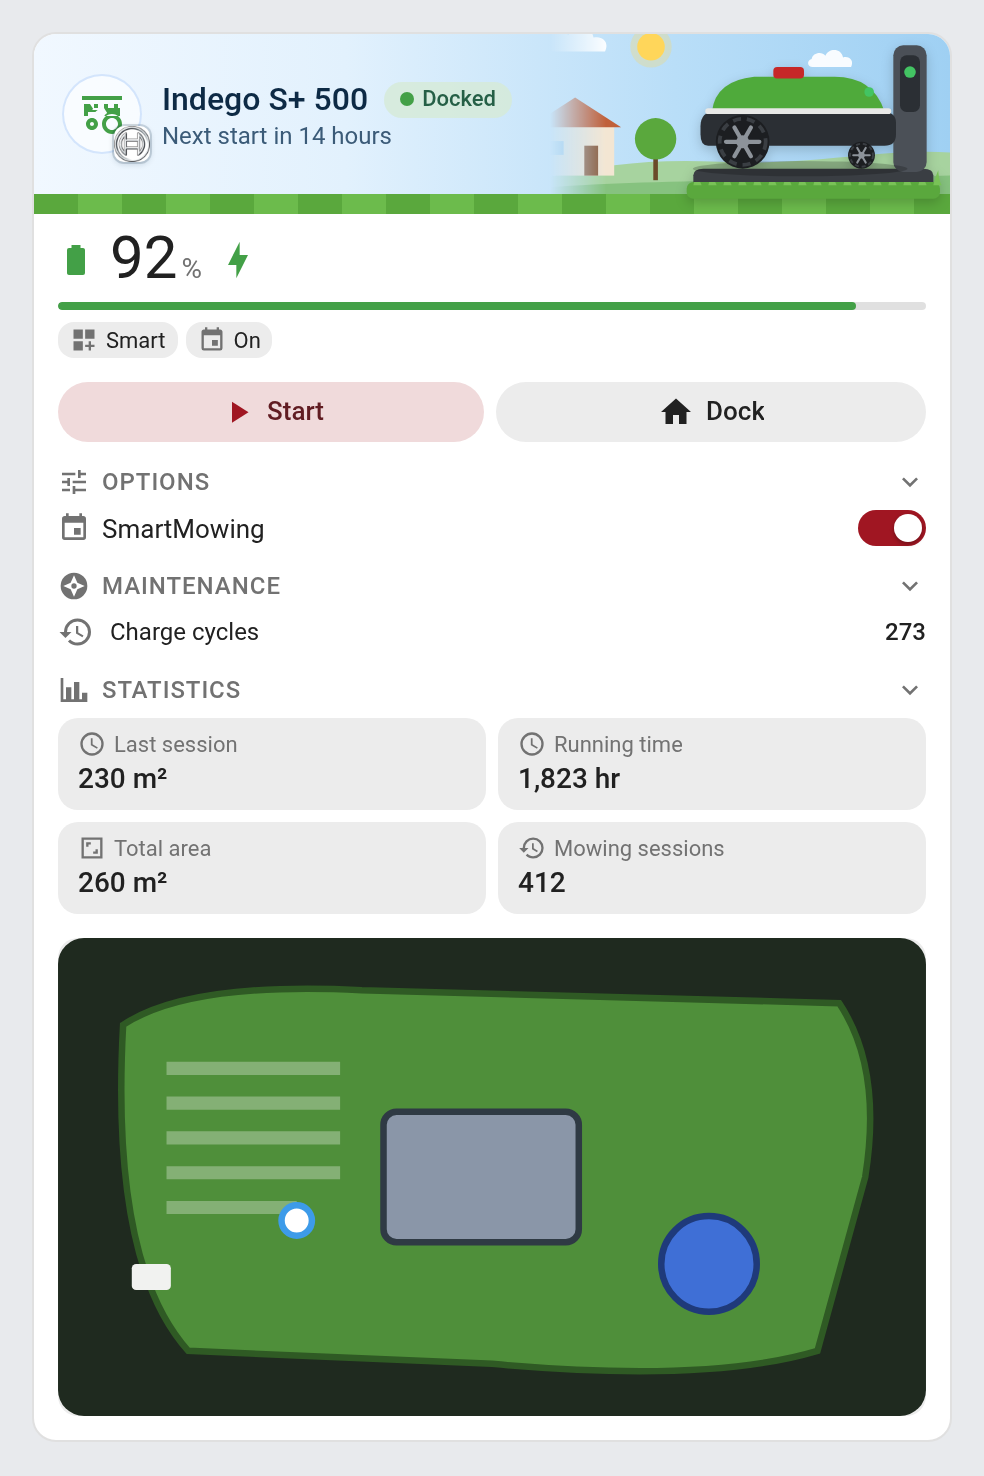 Indego S+ 500
Docked
Next start in 14 hours
92 %
Smart
On
Start
Dock
OPTIONS
SmartMowing
MAINTENANCE
Charge cycles
273
STATISTICS
Last session
230 m²
Running time
1,823 hr
Total area
260 m²
Mowing sessions
412